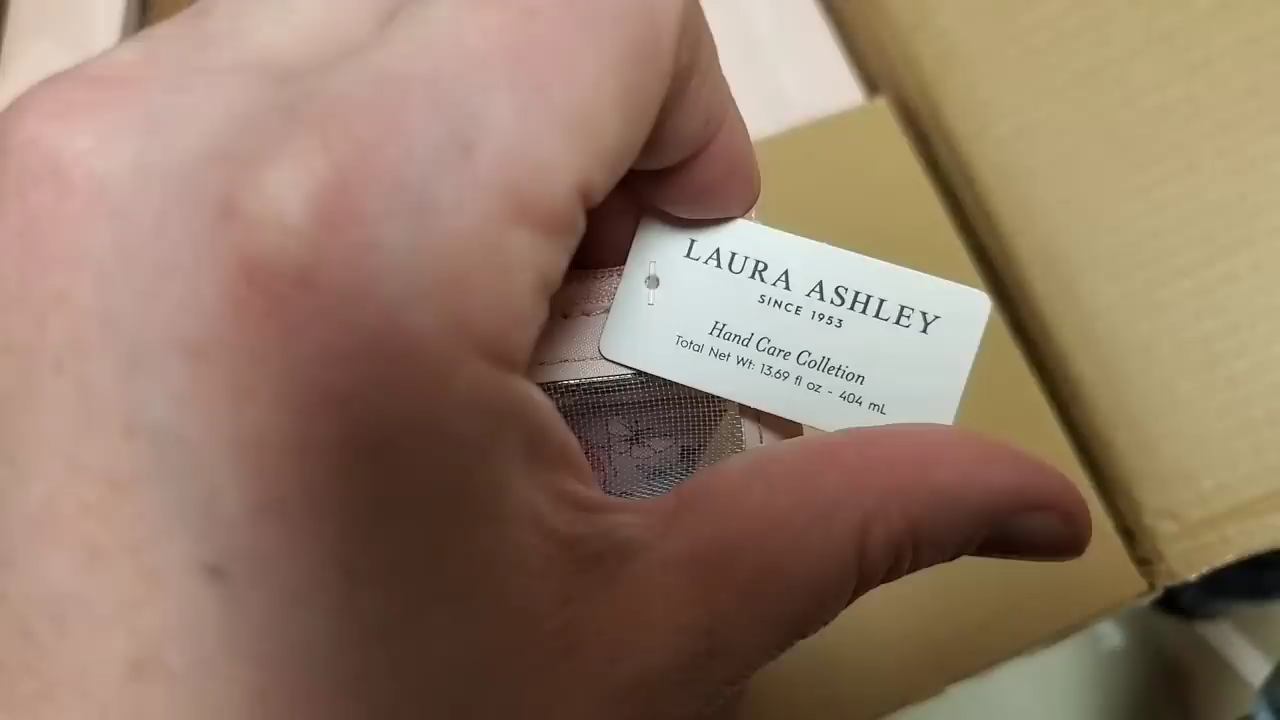 LAURA ASHLEY
SINCE 1953
Hand Care Colletion
Total Net Wt: 13.69 fl oz - 404 mL